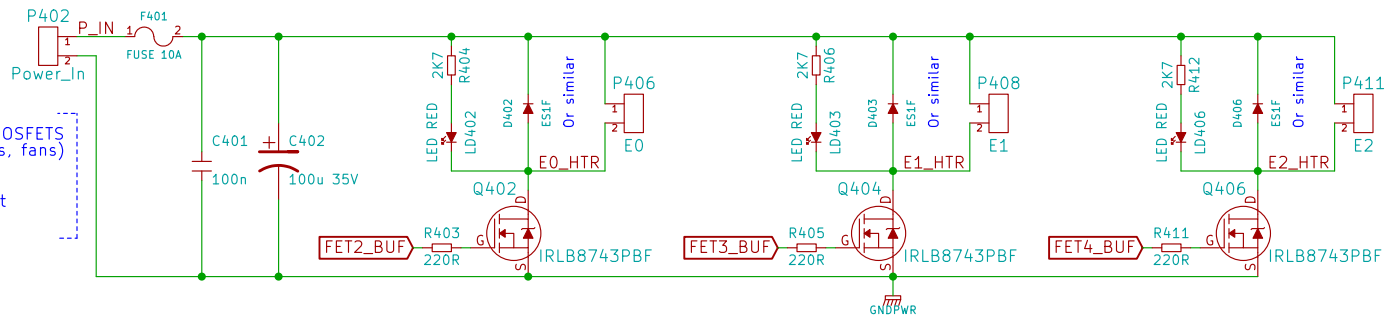 P402
P_IN
1
2
Power_In
F401
1
2
FUSE 10A
OSFETS
s, fans)
t
C401
100n
C402
100u 35V
2K7
R404
LED RED
LD402
D402
ES1F
Or similar
P406
1
2
E0
E0_HTR
Q402
D
G
S
IRLB8743PBF
FET2_BUF
R403
220R
2K7
R406
LED RED
LD403
D403
ES1F
Or similar
P408
1
2
E1
E1_HTR
Q404
D
G
S
IRLB8743PBF
FET3_BUF
R405
220R
GNDPWR
2K7
R412
LED RED
LD406
D406
ES1F
Or similar
P411
1
2
E2
E2_HTR
Q406
D
G
S
IRLB8743PBF
FET4_BUF
R411
220R